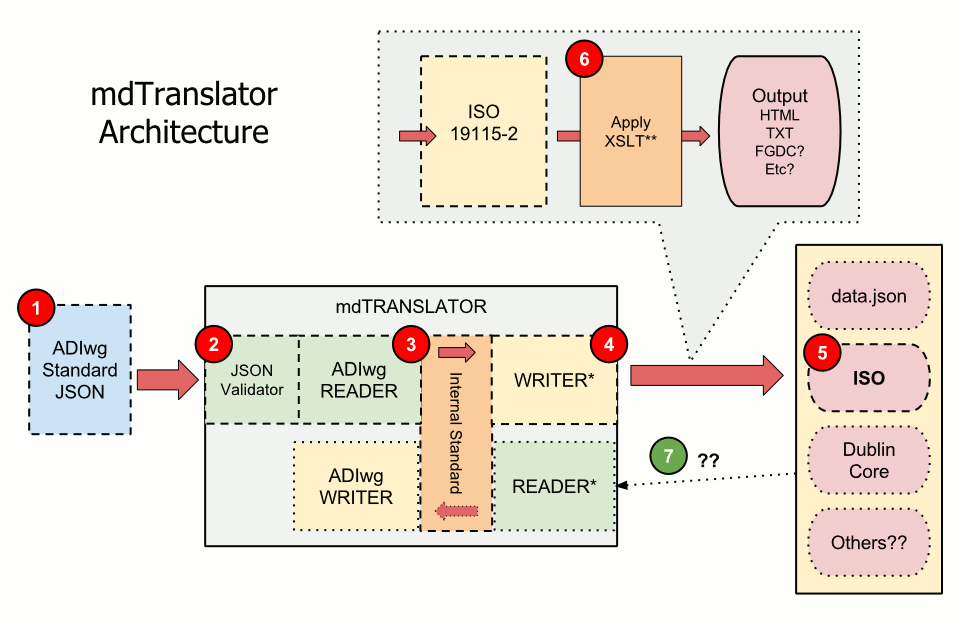 mdTranslator
Architecture
6
ISO
19115-2
Apply
XSLT**
Output
HTML
TXT
FGDC?
Etc?
1
ADIwg
Standard
JSON
mdTRANSLATOR
2
JSON
Validator
ADIwg
READER
3
Internal Standard
4
WRITER*
ADIwg
WRITER
READER*
7
??
data.json
5
ISO
Dublin
Core
Others??